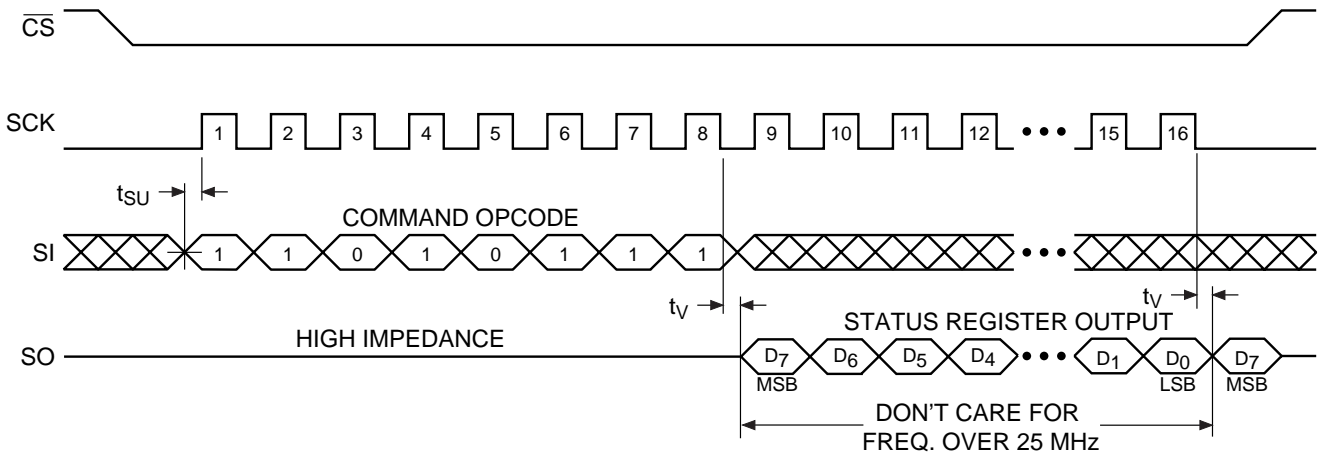 CS
SCK
1 2 3 4 5 6 7 8 9 10 11 12 ••• 15 16
tSU
COMMAND OPCODE
SI
1 1 0 1 0 1 1 1 •••
tV
tV
HIGH IMPEDANCE
STATUS REGISTER OUTPUT
SO
D7 D6 D5 D4 ••• D1 D0 D7
MSB LSB MSB
DON'T CARE FOR
FREQ. OVER 25 MHz